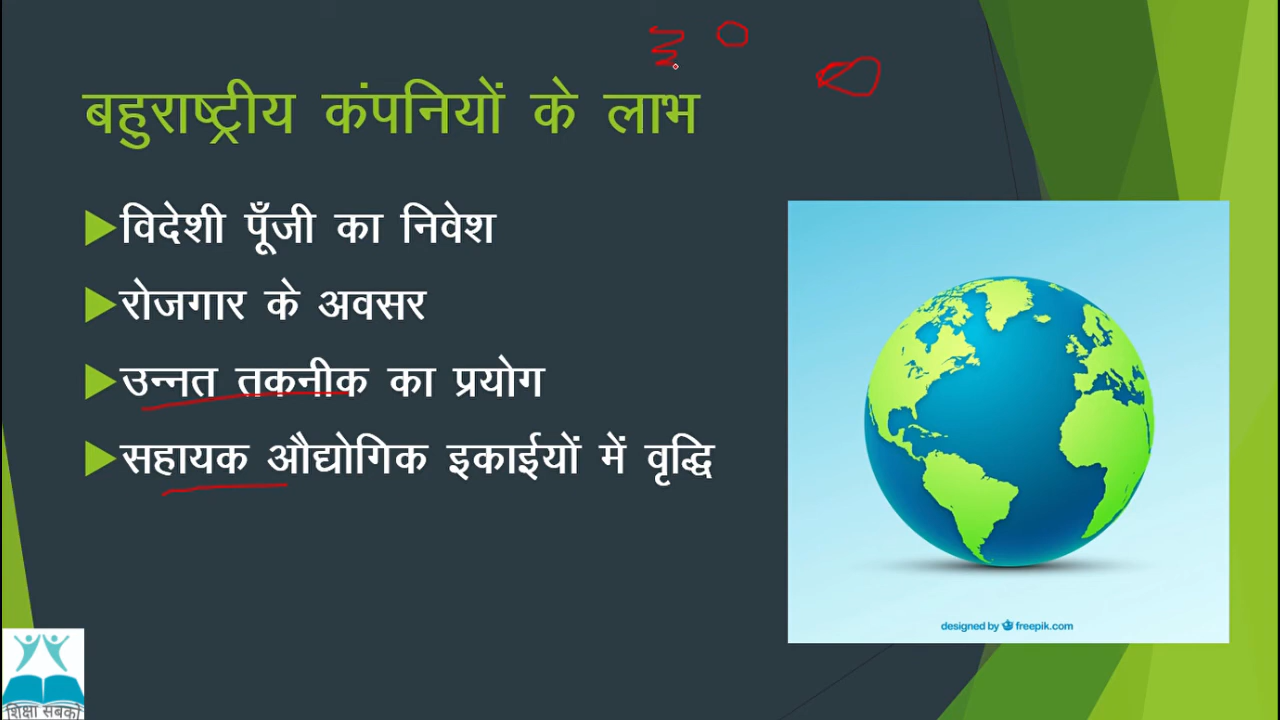 बहुराष्ट्रीय कंपनियों के लाभ
विदेशी पूँजी का निवेश
रोजगार के अवसर
उन्नत तकनीक का प्रयोग
सहायक औद्योगिक इकाईयों में वृद्धि
designed by freepik.com
शिक्षा सबको